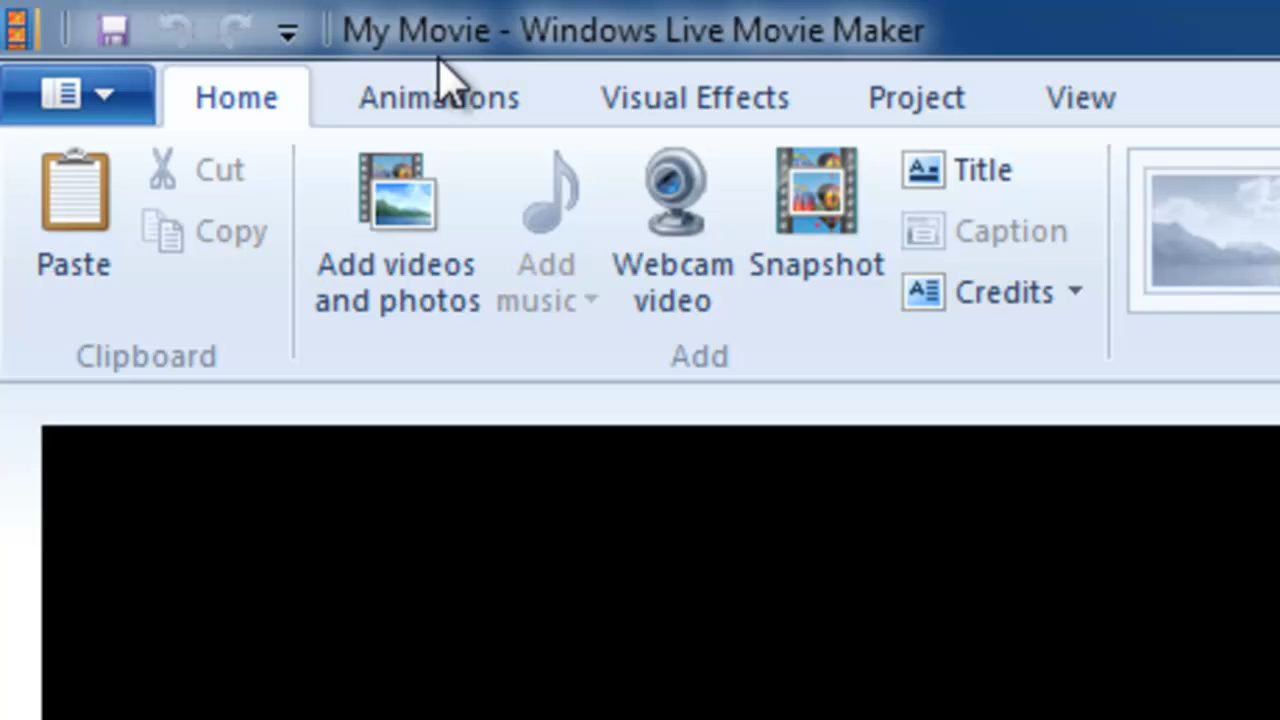 My Movie - Windows Live Movie Maker
Home Animations Visual Effects Project View
Paste
Cut
Copy
Clipboard
Add videos
and photos
Add
music
Webcam
video
Snapshot
Title
Caption
Credits
Add